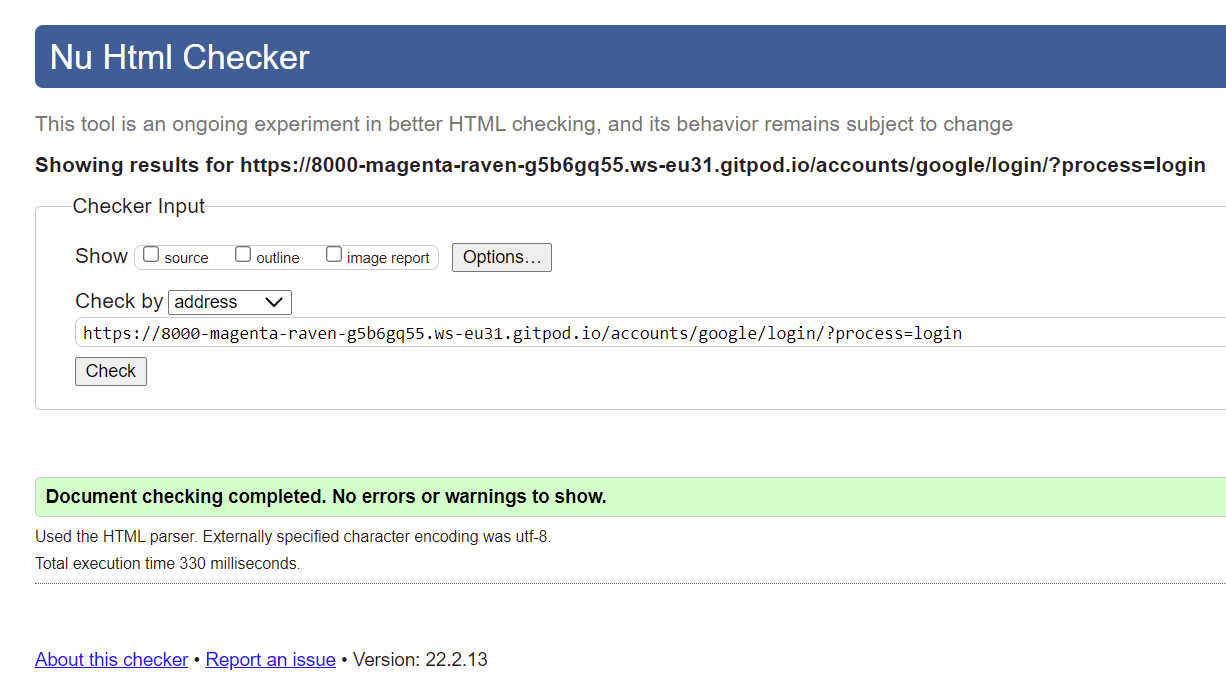 Nu Html Checker
This tool is an ongoing experiment in better HTML checking, and its behavior remains subject to change
Showing results for https://8000-magenta-raven-g5b6gq55.ws-eu31.gitpod.io/accounts/google/login/?process=login
Checker Input
Show source outline image report Options...
Check by address
https://8000-magenta-raven-g5b6gq55.ws-eu31.gitpod.io/accounts/google/login/?process=login
Check
Document checking completed. No errors or warnings to show.
Used the HTML parser. Externally specified character encoding was utf-8.
Total execution time 330 milliseconds.
About this checker • Report an issue • Version: 22.2.13